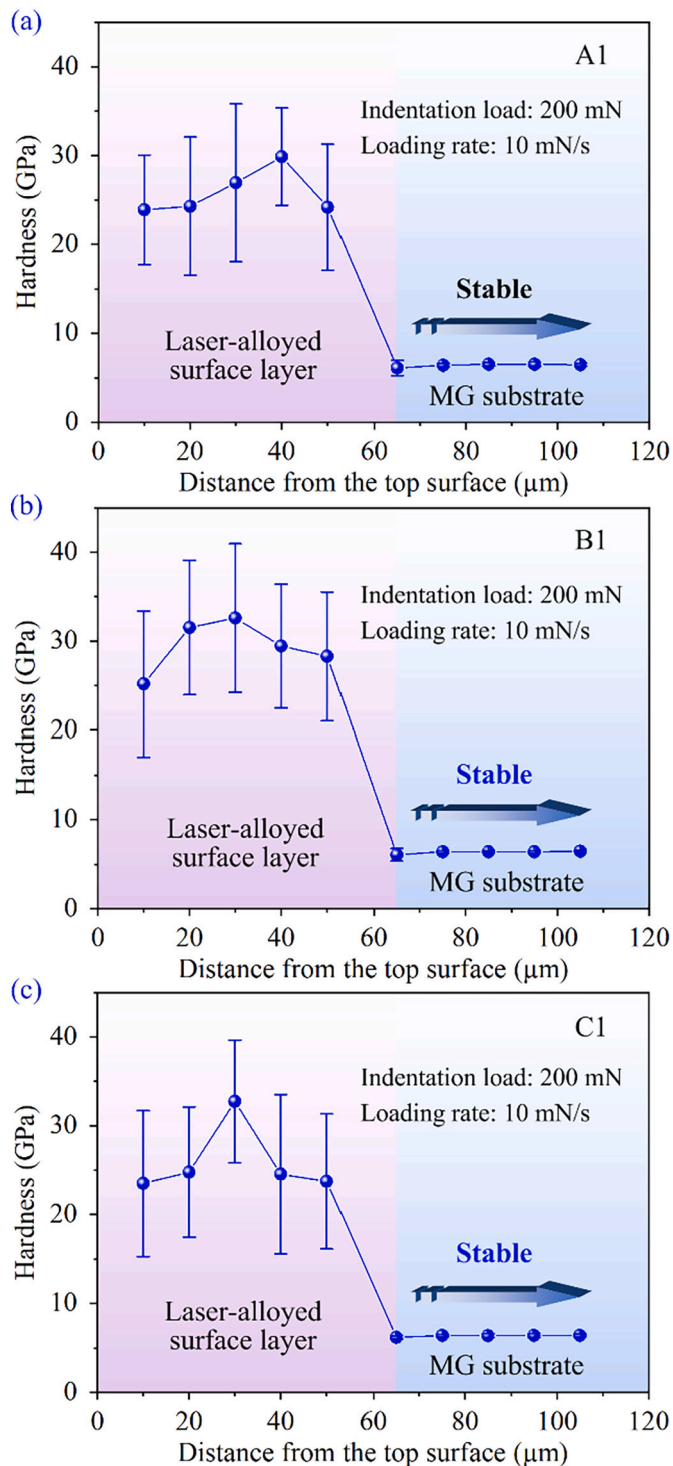 (a)
A1
Indentation load: 200 mN
Loading rate: 10 mN/s
Hardness (GPa)
40
30
20
10
0
Stable
Laser-alloyed
surface layer
MG substrate
0 20 40 60 80 100 120
Distance from the top surface (µm)
(b)
B1
Indentation load: 200 mN
Loading rate: 10 mN/s
Hardness (GPa)
40
30
20
10
0
Stable
Laser-alloyed
surface layer
MG substrate
0 20 40 60 80 100 120
Distance from the top surface (µm)
(c)
C1
Indentation load: 200 mN
Loading rate: 10 mN/s
Hardness (GPa)
40
30
20
10
0
Stable
Laser-alloyed
surface layer
MG substrate
0 20 40 60 80 100 120
Distance from the top surface (µm)